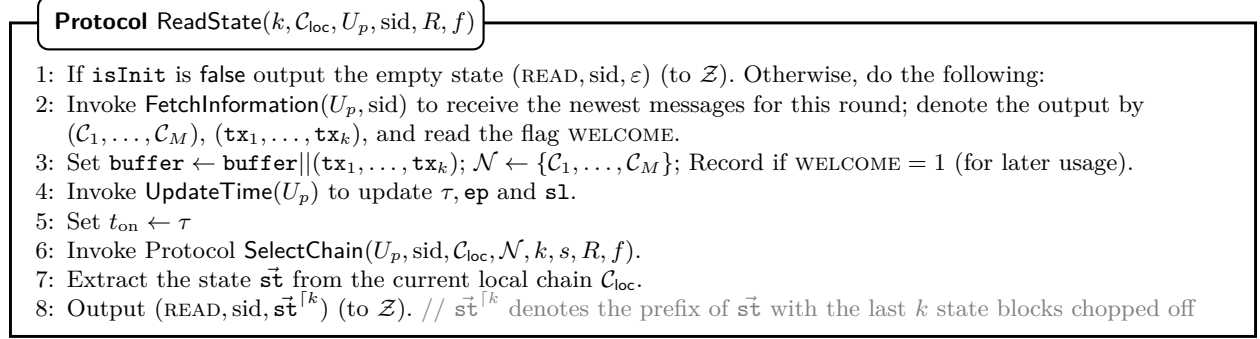 Protocol ReadState(k, 𝒞_loc, U_p, sid, R, f)
1: If isInit is false output the empty state (READ, sid, ε) (to 𝒵). Otherwise, do the following:
2: Invoke FetchInformation(U_p, sid) to receive the newest messages for this round; denote the output by
(𝒞_1, …, 𝒞_M), (tx_1, …, tx_k), and read the flag WELCOME.
3: Set buffer ← buffer||(tx_1, …, tx_k); 𝒩 ← {𝒞_1, …, 𝒞_M}; Record if WELCOME = 1 (for later usage).
4: Invoke UpdateTime(U_p) to update τ, ep and sl.
5: Set t_on ← τ
6: Invoke Protocol SelectChain(U_p, sid, 𝒞_loc, 𝒩, k, s, R, f).
7: Extract the state s⃗t from the current local chain 𝒞_loc.
8: Output (READ, sid, s⃗t^⌈k) (to 𝒵). // s⃗t^⌈k denotes the prefix of s⃗t with the last k state blocks chopped off